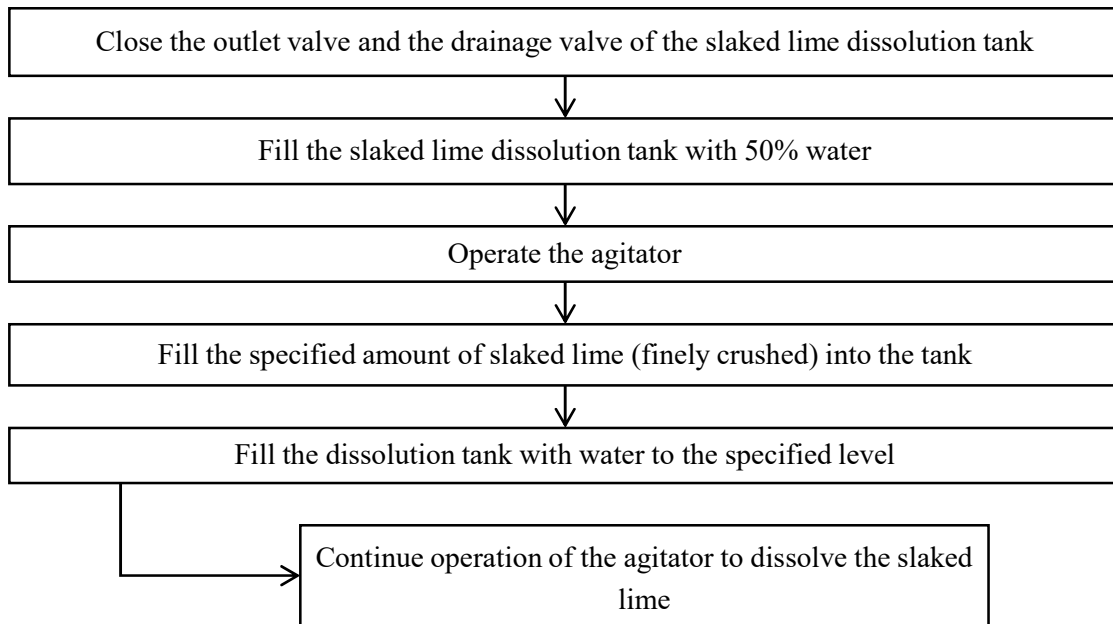 Close the outlet valve and the drainage valve of the slaked lime dissolution tank
Fill the slaked lime dissolution tank with 50% water
Operate the agitator
Fill the specified amount of slaked lime (finely crushed) into the tank
Fill the dissolution tank with water to the specified level
Continue operation of the agitator to dissolve the slaked
lime